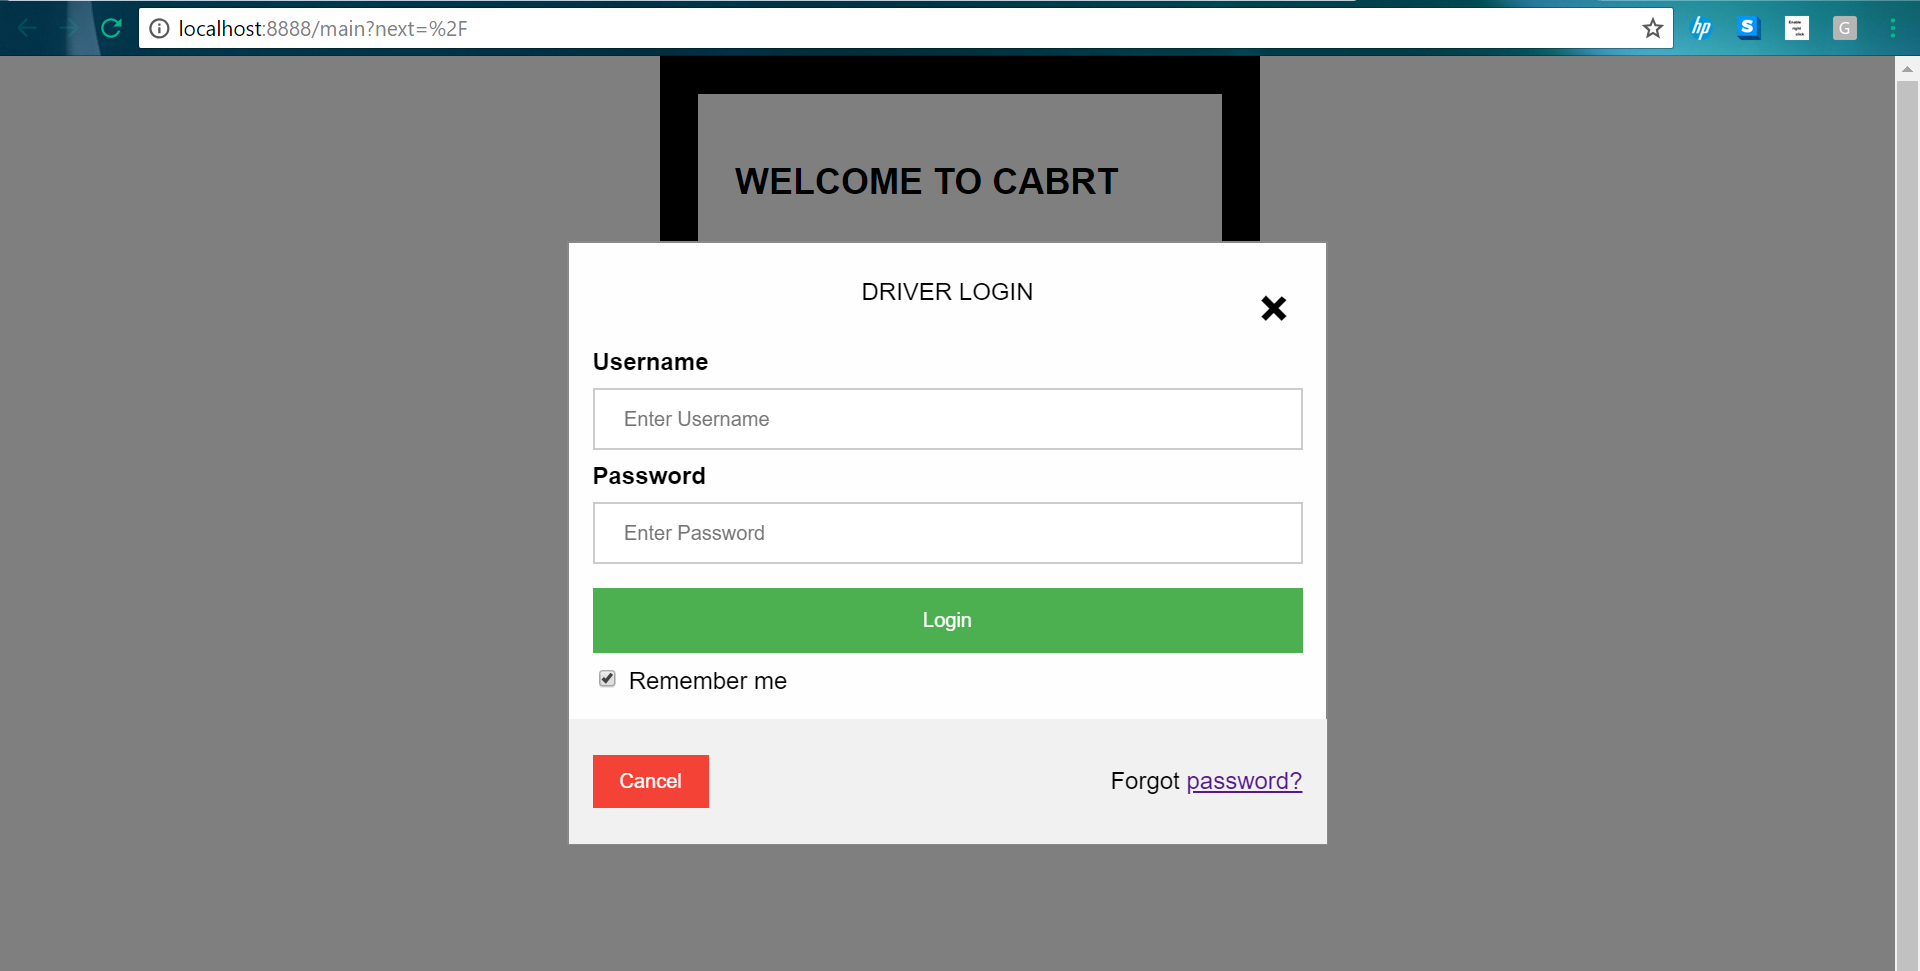 localhost:8888/main?next=%2F
hp
S
G
WELCOME TO CABRT
DRIVER LOGIN
Username
Enter Username
Password
Enter Password
Login
Remember me
Cancel
Forgot password?